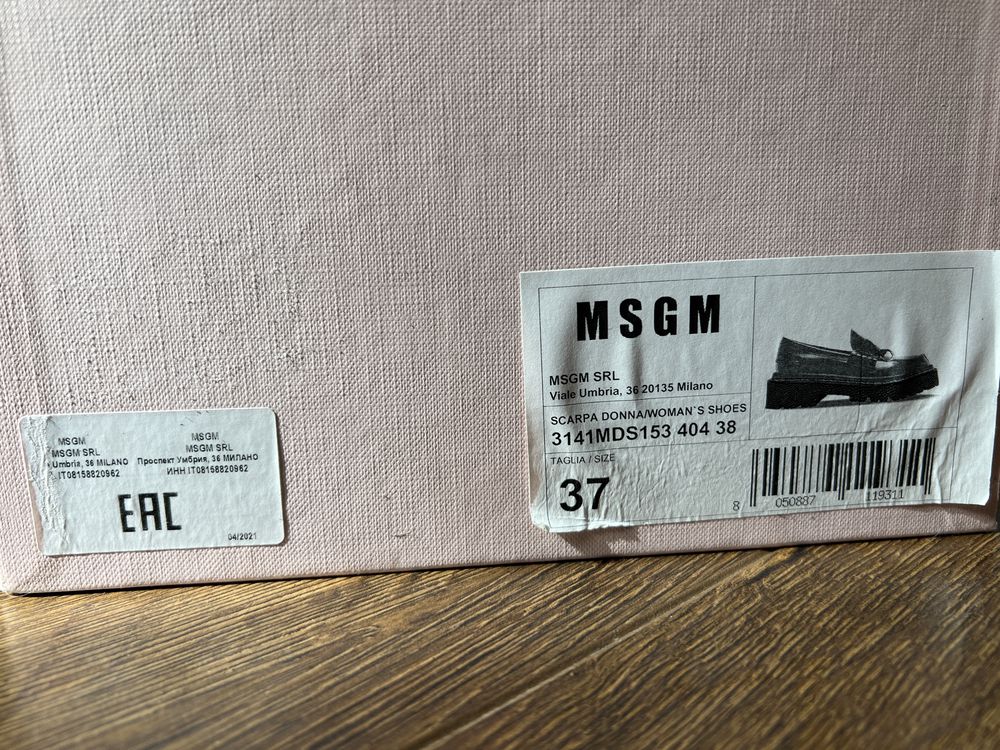 MSGM
MSGM SRL
Umbria, 36 MILANO
IT08158820962
MSGM
MSGM SRL
Проспект Умбрия, 36 МИЛАНО
ИНН IT08158820962
EAC
04/2021
MSGM
MSGM SRL
Viale Umbria, 36 20135 Milano
SCARPA DONNA/WOMAN`S SHOES
3141MDS153 404 38
TAGLIA / SIZE
37
8 050887 119311